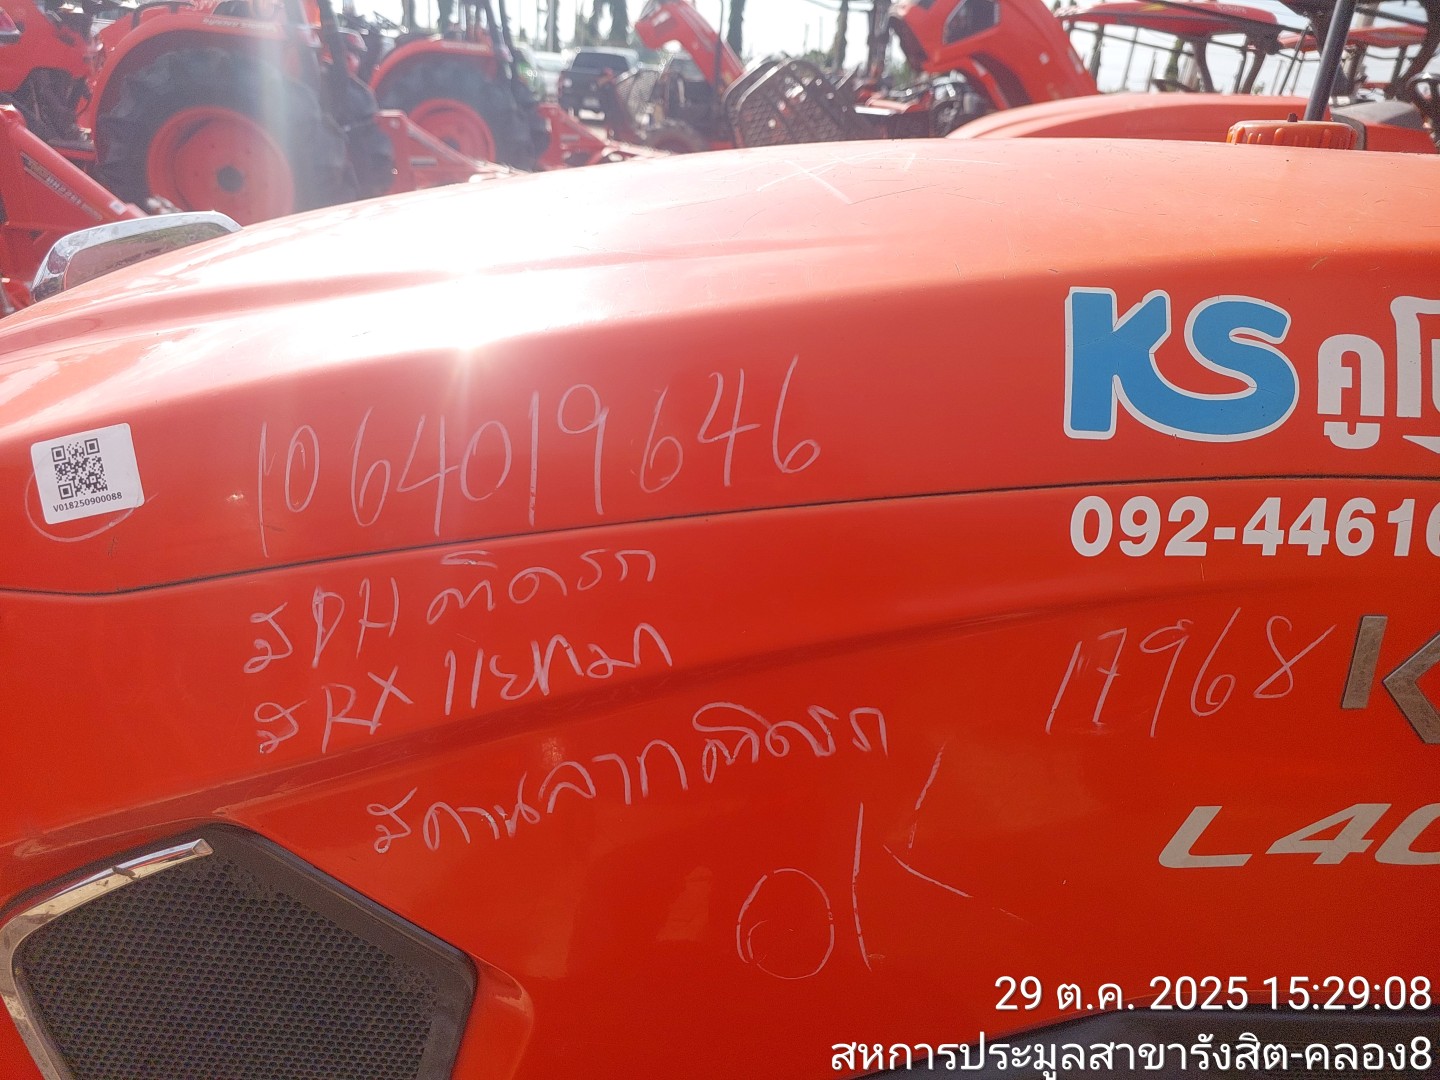 KS คูโบ
092-44616
V018250900088
1064019646
มี DH ติดรถ
มี RX แยกมา
มีคานลากติดรถ
17968
K
L40
OK
29 ต.ค. 2025 15:29:08
สหการประมูลสาขารังสิต-คลอง8